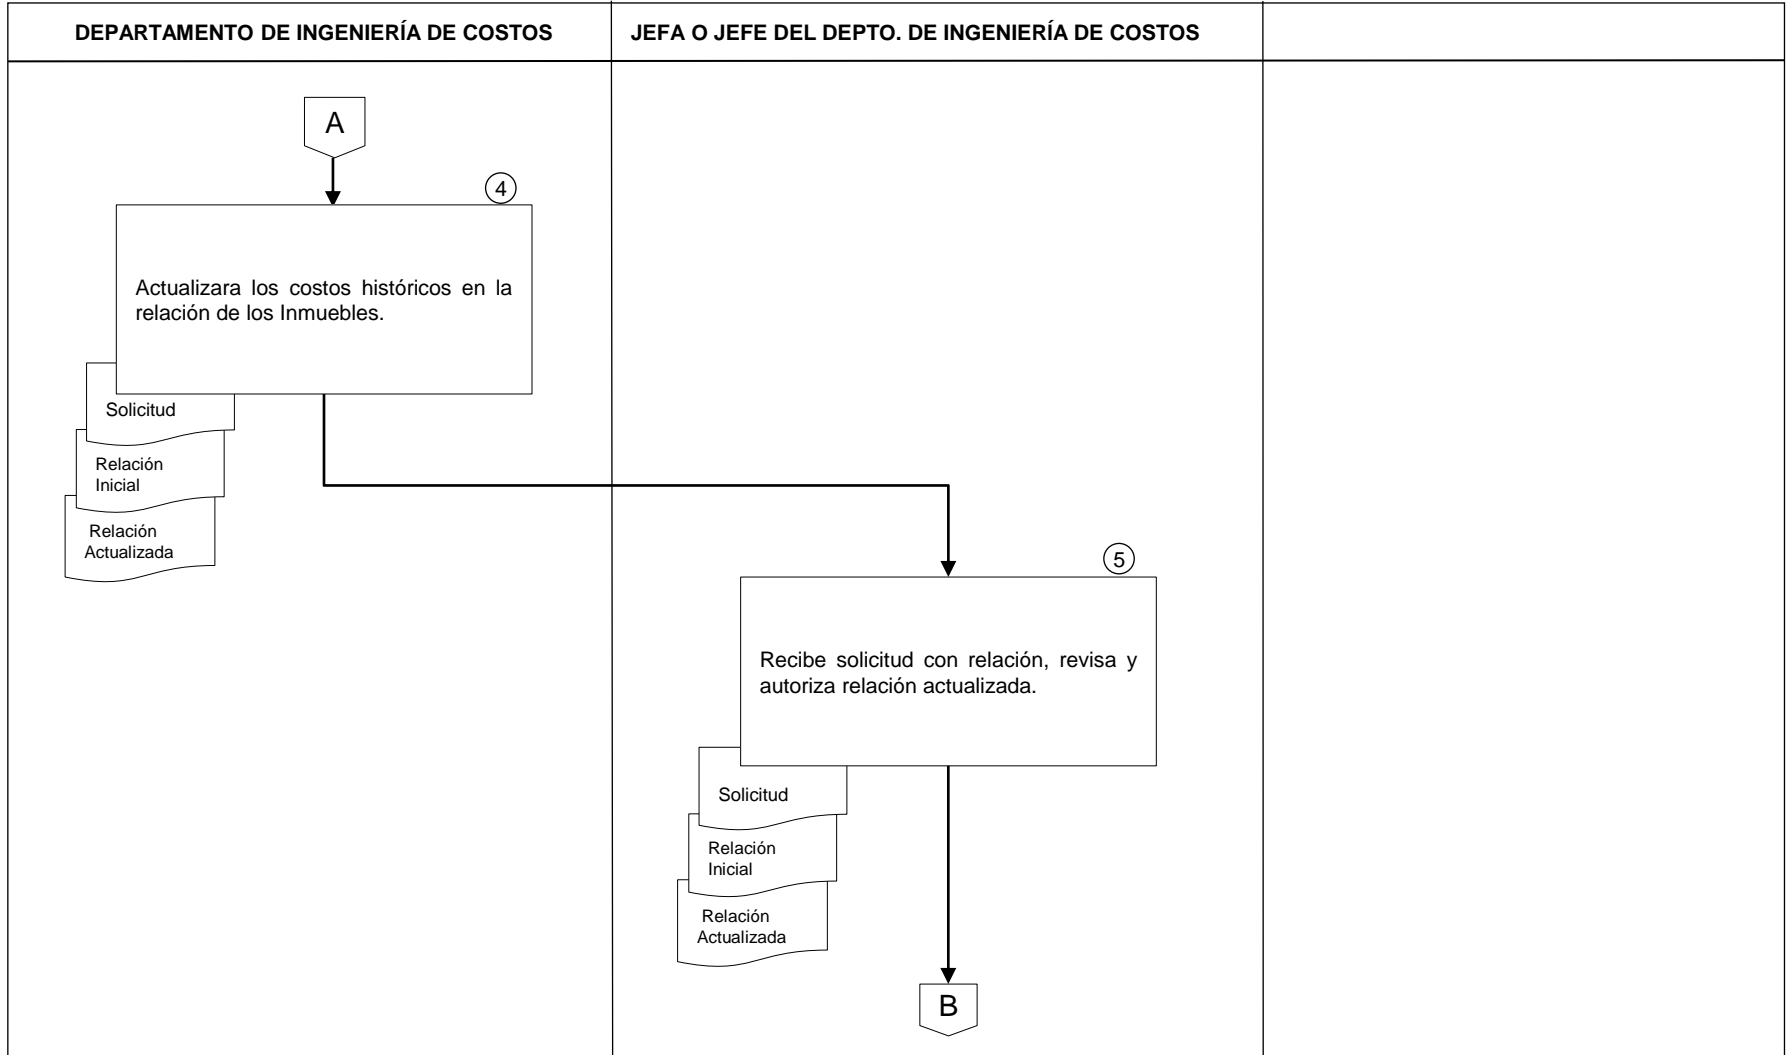 DEPARTAMENTO DE INGENIERÍA DE COSTOS
JEFA O JEFE DEL DEPTO. DE INGENIERÍA DE COSTOS
A
4
Actualizara los costos históricos en la
relación de los Inmuebles.
Solicitud
Relación
Inicial
Relación
Actualizada
5
Recibe solicitud con relación, revisa y
autoriza relación actualizada.
Solicitud
Relación
Inicial
Relación
Actualizada
B